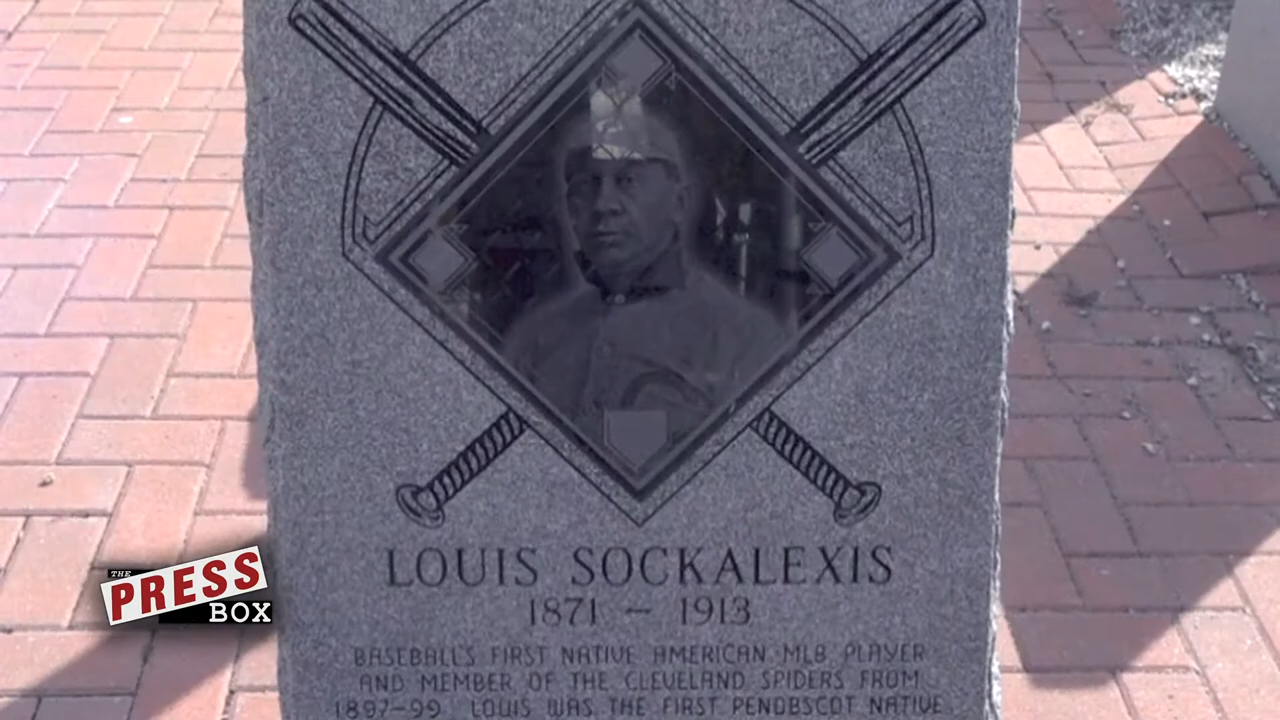 LOUIS SOCKALEXIS
1871 – 1913
BASEBALL'S FIRST NATIVE AMERICAN MLB PLAYER
AND MEMBER OF THE CLEVELAND SPIDERS FROM
1897-99. LOUIS WAS THE FIRST PENOBSCOT NATIVE
THE
PRESS
BOX